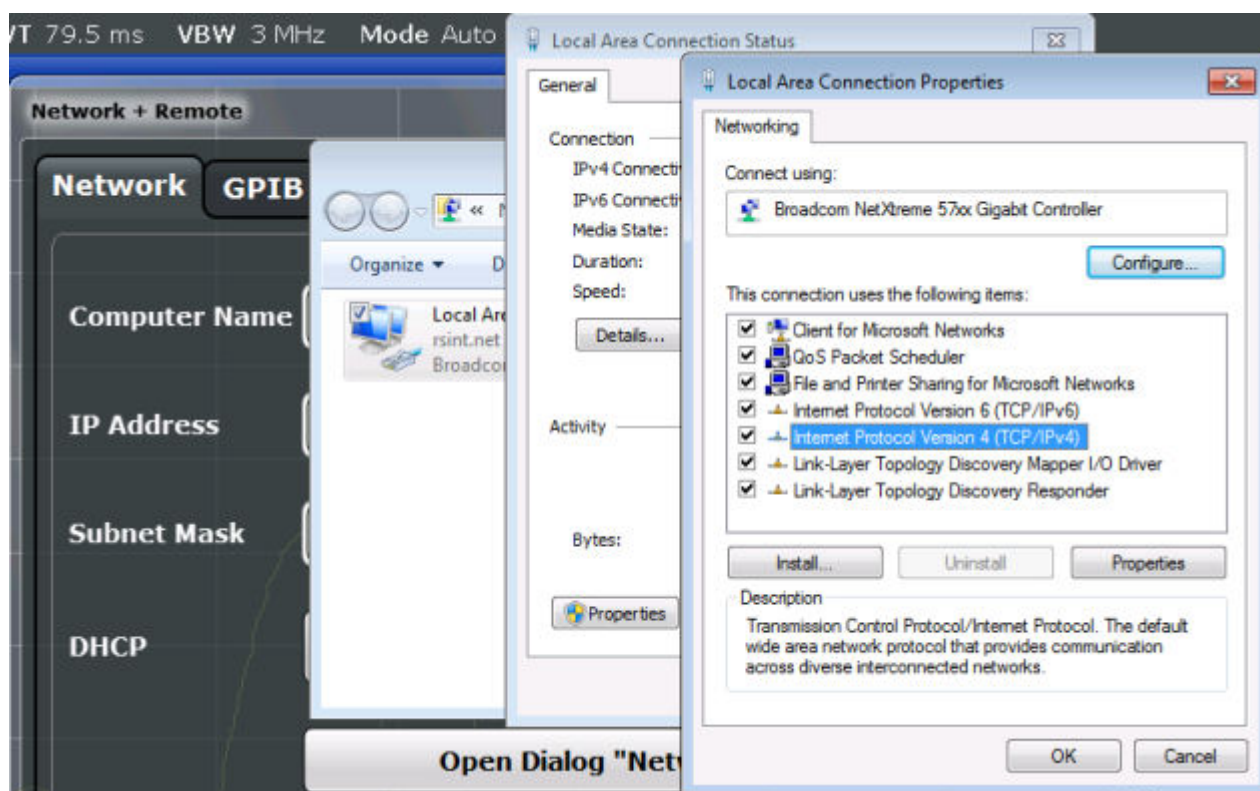 VT 79.5 ms VBW 3 MHz Mode Auto
Network + Remote
Network GPIB
Computer Name
IP Address
Subnet Mask
DHCP
Open Dialog "Netw
Organize
Local Are
rsint.net
Broadcor
Local Area Connection Status
General
Connection
IPv4 Connecti
IPv6 Connecti
Media State:
Duration:
Speed:
Details...
Activity
Bytes:
Properties
Local Area Connection Properties
Networking
Connect using:
Broadcom NetXtreme 57xx Gigabit Controller
Configure...
This connection uses the following items:
Client for Microsoft Networks
QoS Packet Scheduler
File and Printer Sharing for Microsoft Networks
Internet Protocol Version 6 (TCP/IPv6)
Internet Protocol Version 4 (TCP/IPv4)
Link-Layer Topology Discovery Mapper I/O Driver
Link-Layer Topology Discovery Responder
Install... Uninstall Properties
Description
Transmission Control Protocol/Internet Protocol. The default
wide area network protocol that provides communication
across diverse interconnected networks.
OK Cancel